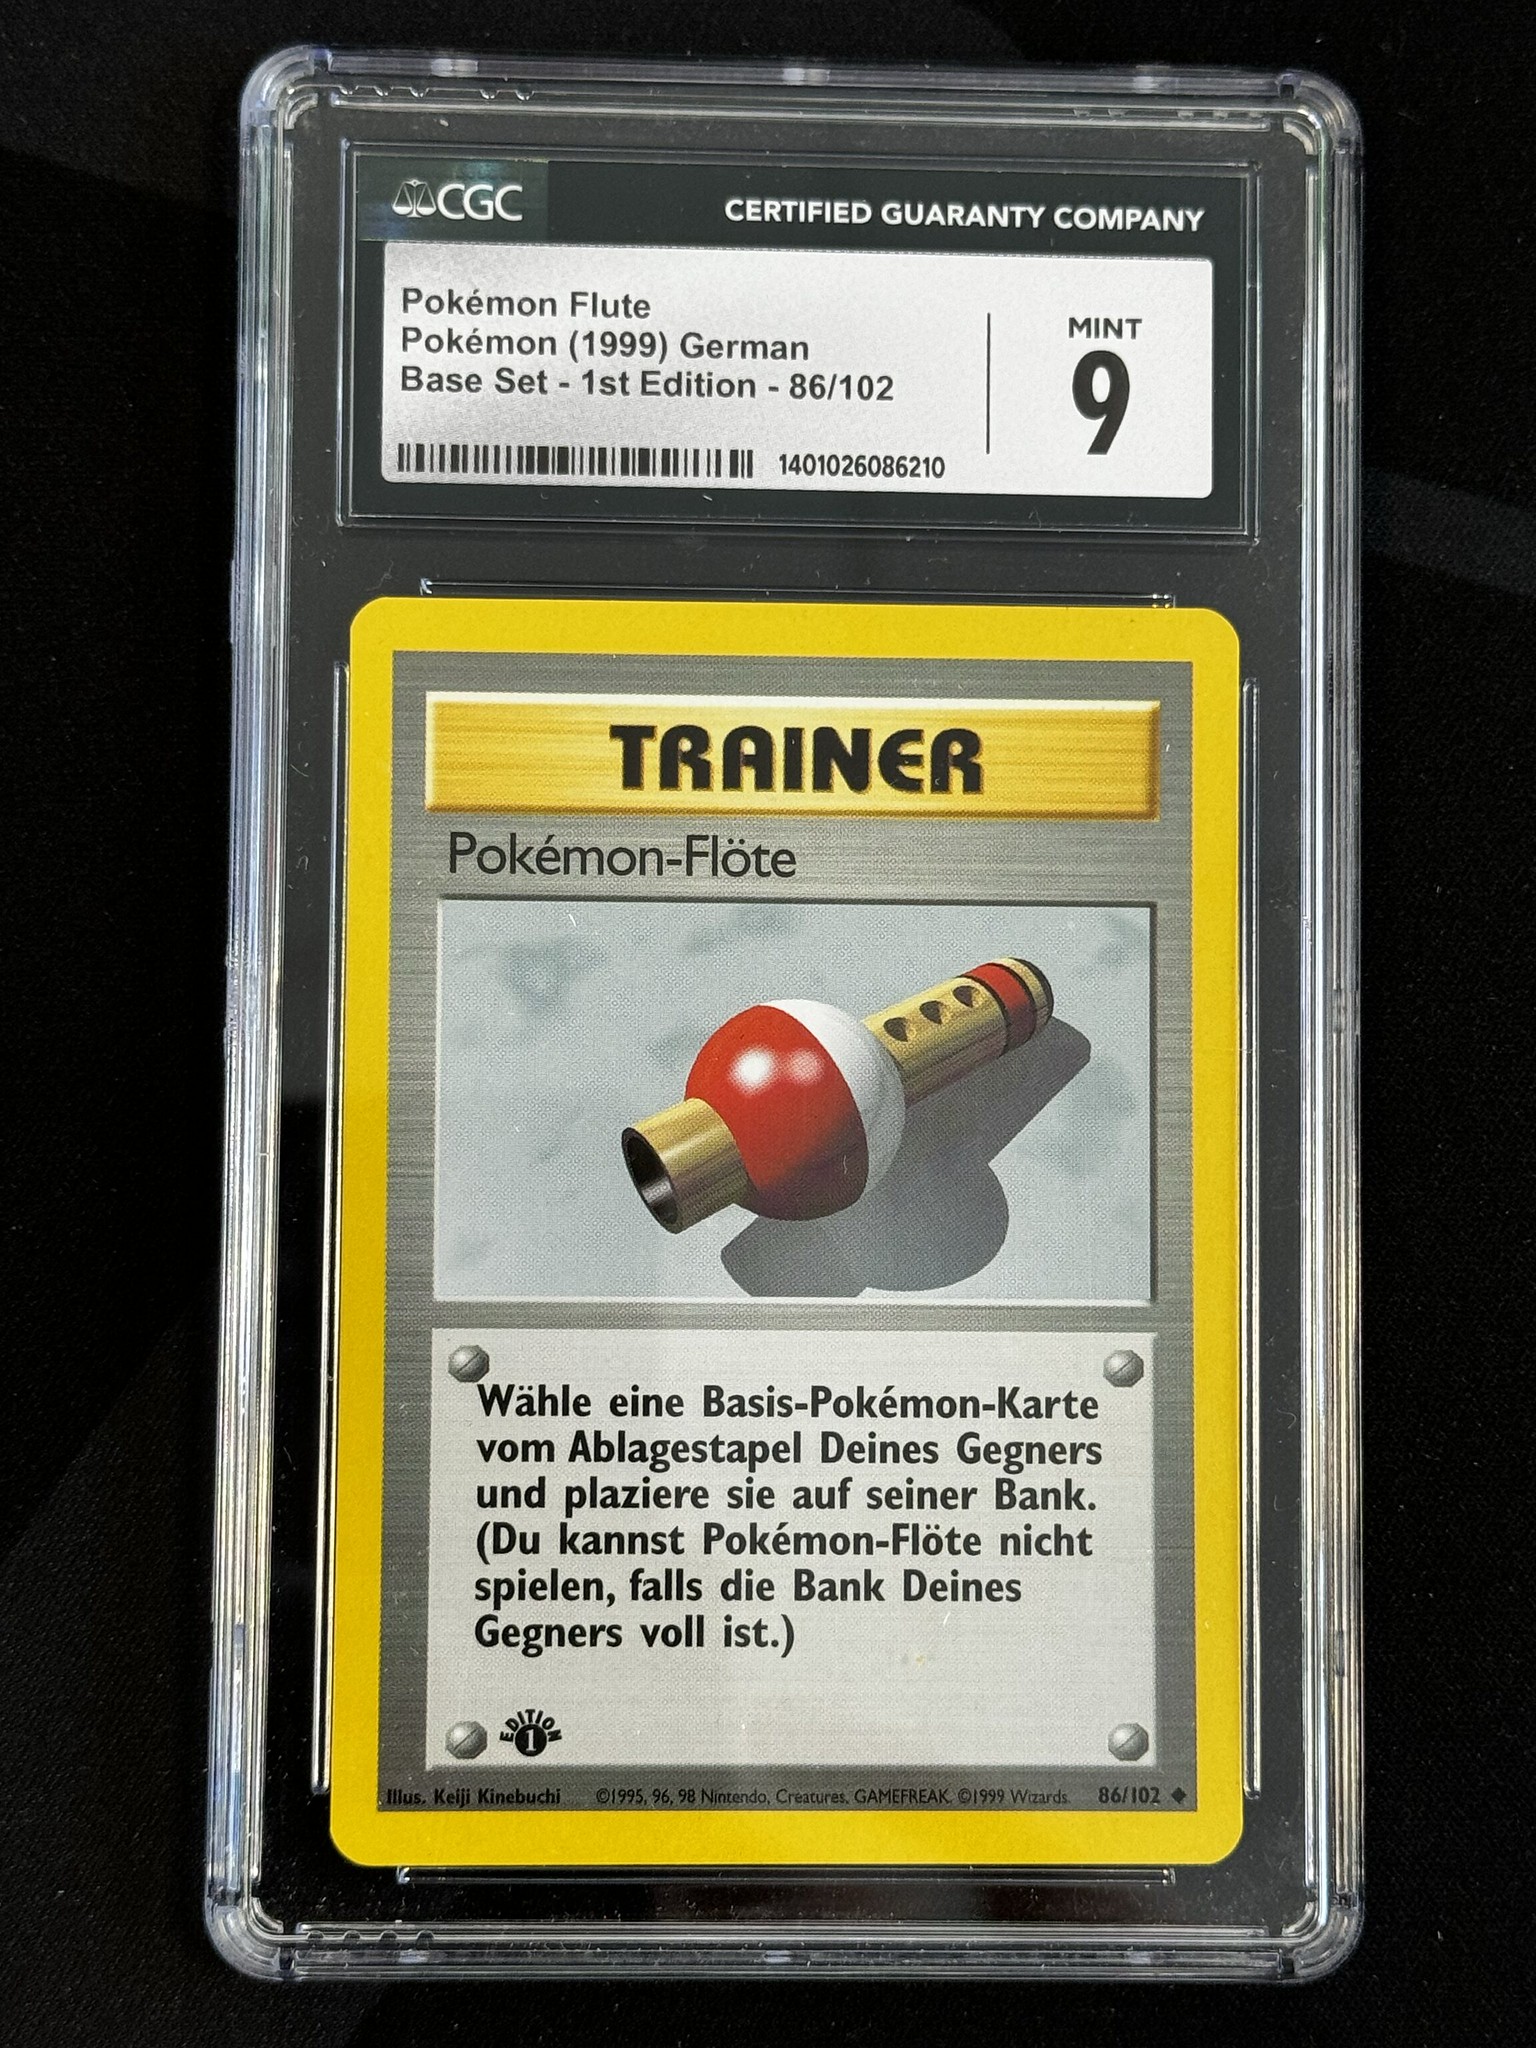 CGC
CERTIFIED GUARANTY COMPANY
Pokémon Flute
Pokémon (1999) German
Base Set - 1st Edition - 86/102
1401026086210
MINT
9
TRAINER
Pokémon-Flöte
Wähle eine Basis-Pokémon-Karte
vom Ablagestapel Deines Gegners
und plaziere sie auf seiner Bank.
(Du kannst Pokémon-Flöte nicht
spielen, falls die Bank Deines
Gegners voll ist.)
EDITION
1
Illus. Keiji Kinebuchi
©1995, 96, 98 Nintendo, Creatures, GAMEFREAK. ©1999 Wizards.
86/102